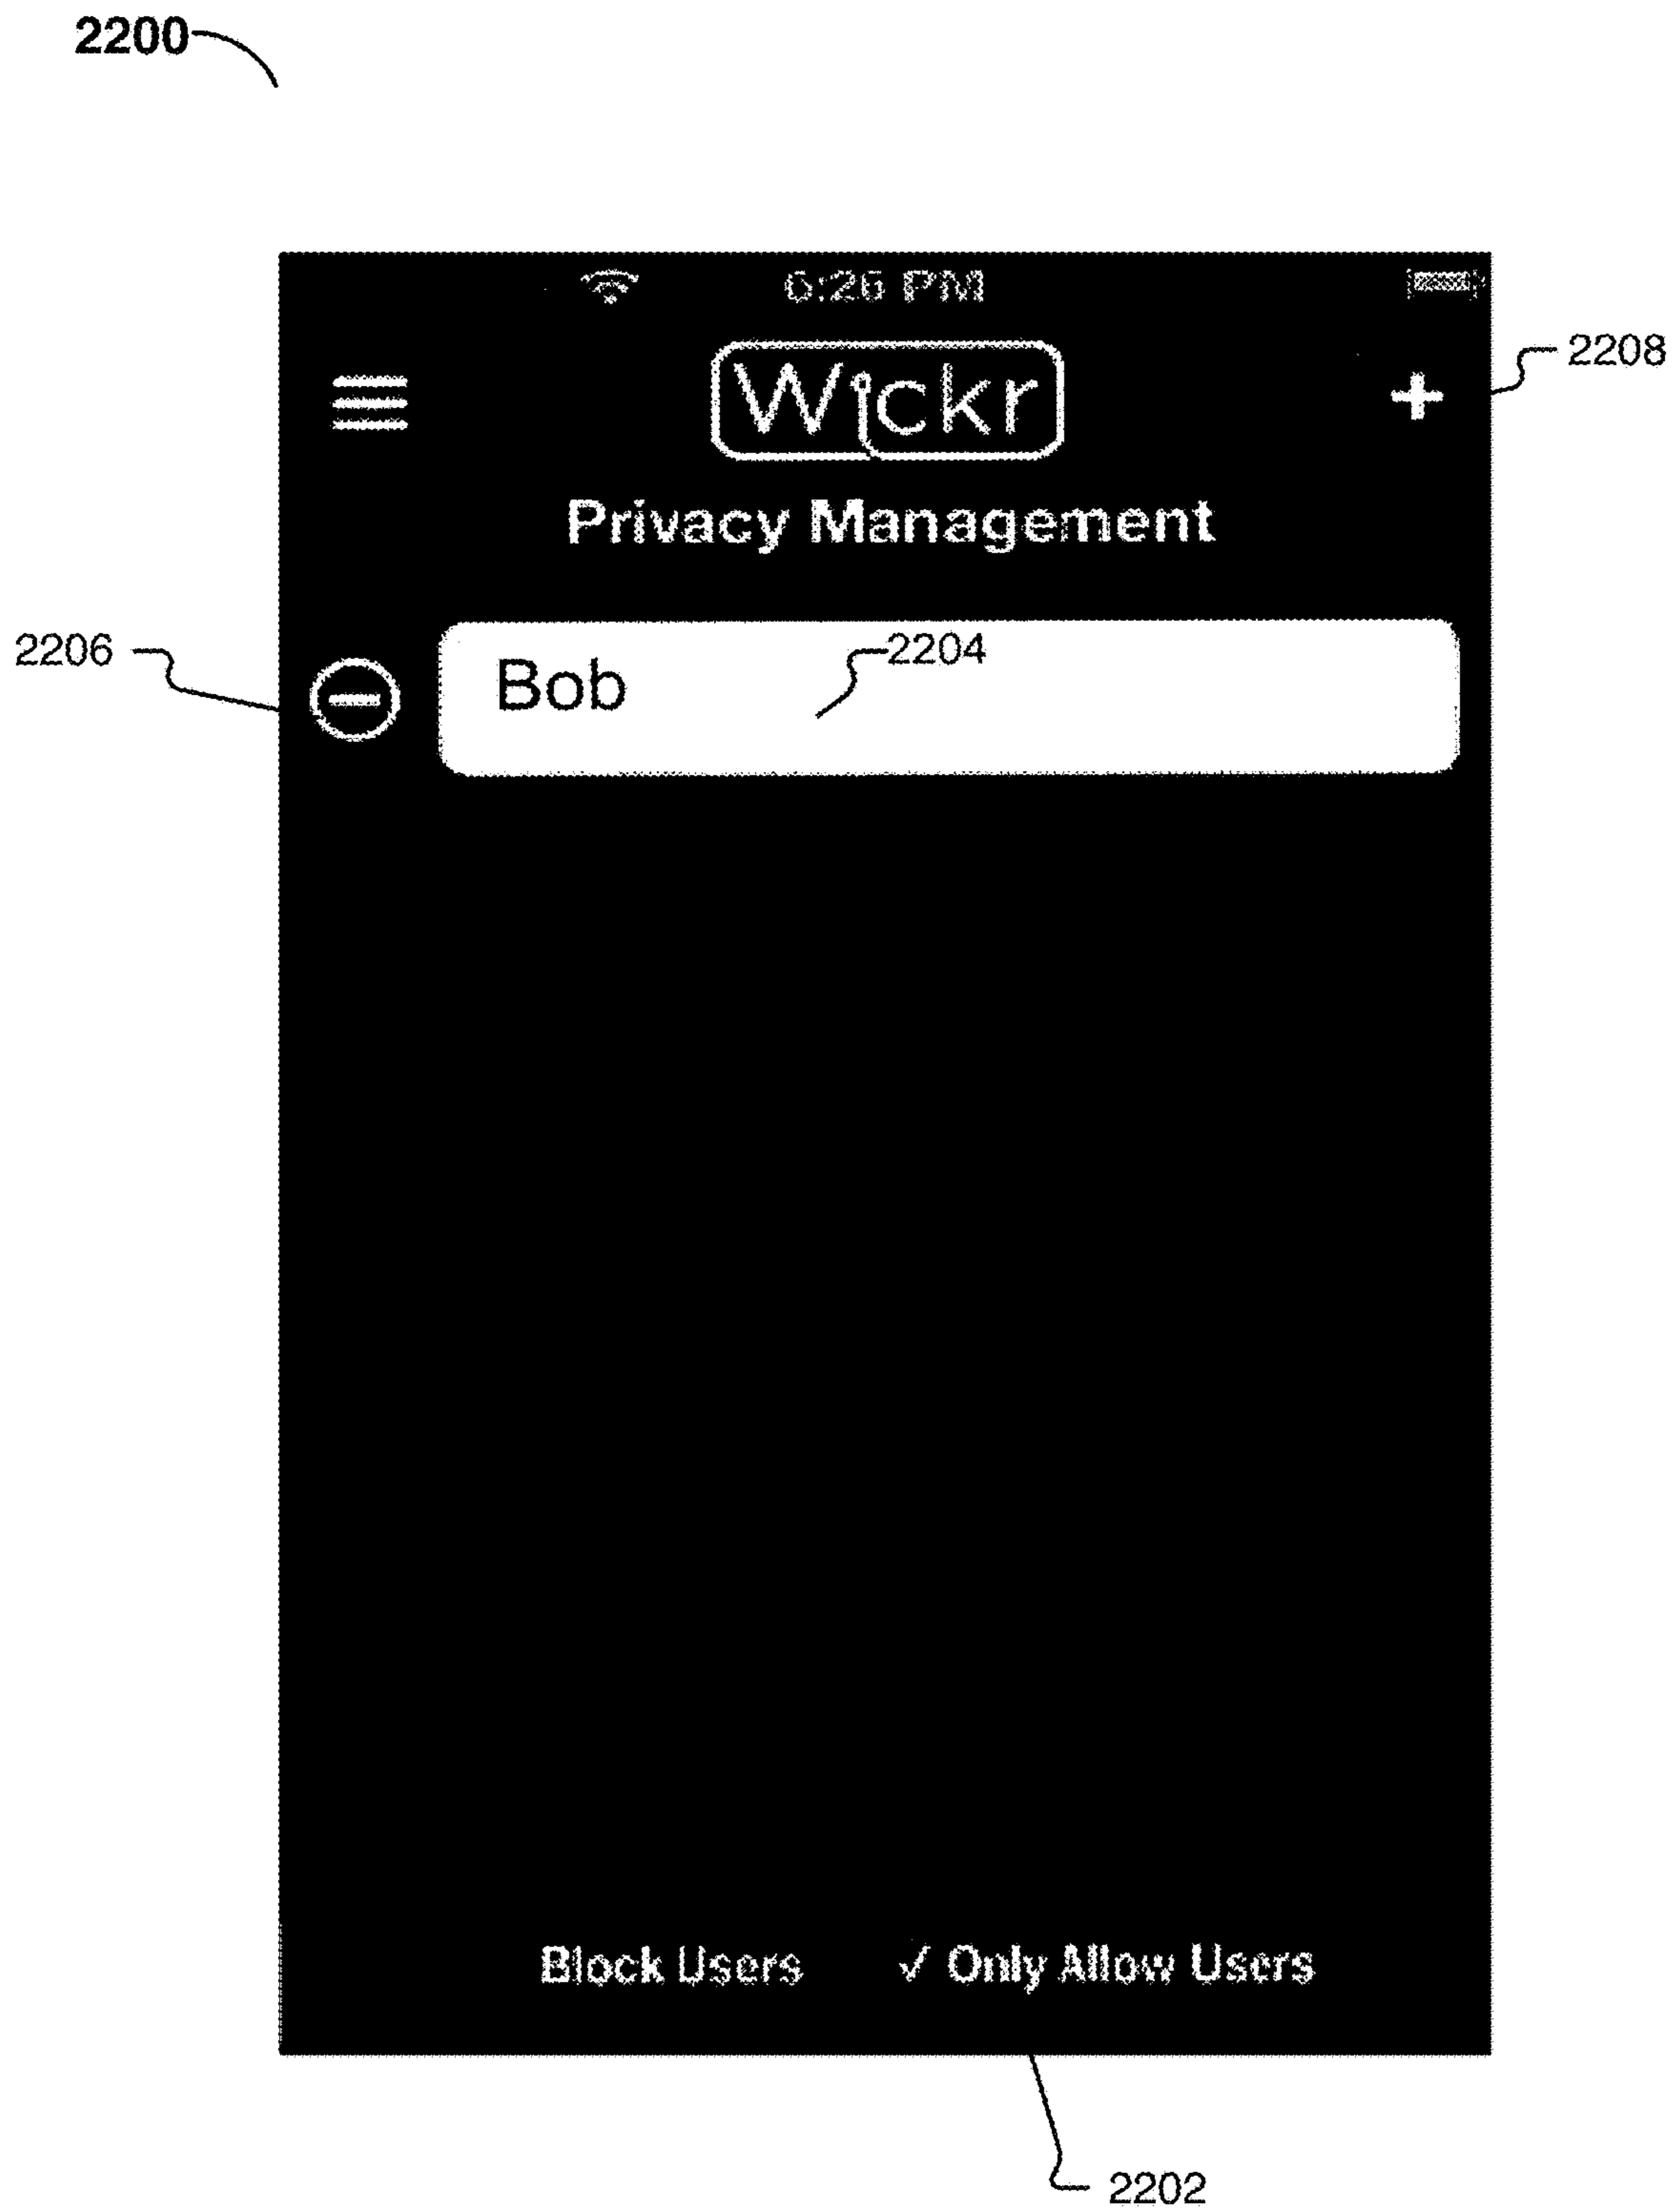 2200
6:26 PM
Wickr
2208
Privacy Management
2206
Bob
2204
Block Users ✓ Only Allow Users
2202